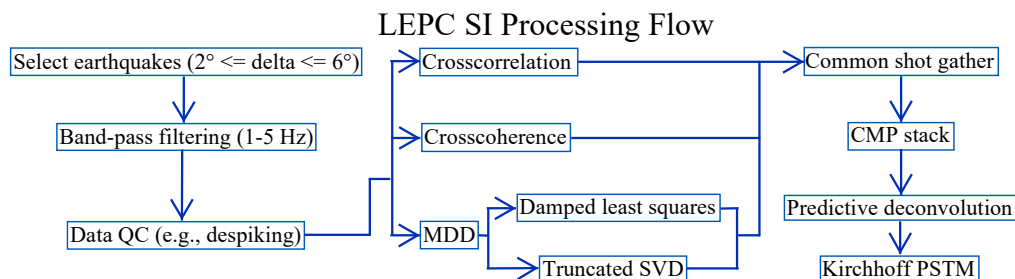 LEPC SI Processing Flow
Select earthquakes (2° <= delta <= 6°)
Band-pass filtering (1-5 Hz)
Data QC (e.g., despiking)
Crosscorrelation
Crosscoherence
MDD
Damped least squares
Truncated SVD
Common shot gather
CMP stack
Predictive deconvolution
Kirchhoff PSTM